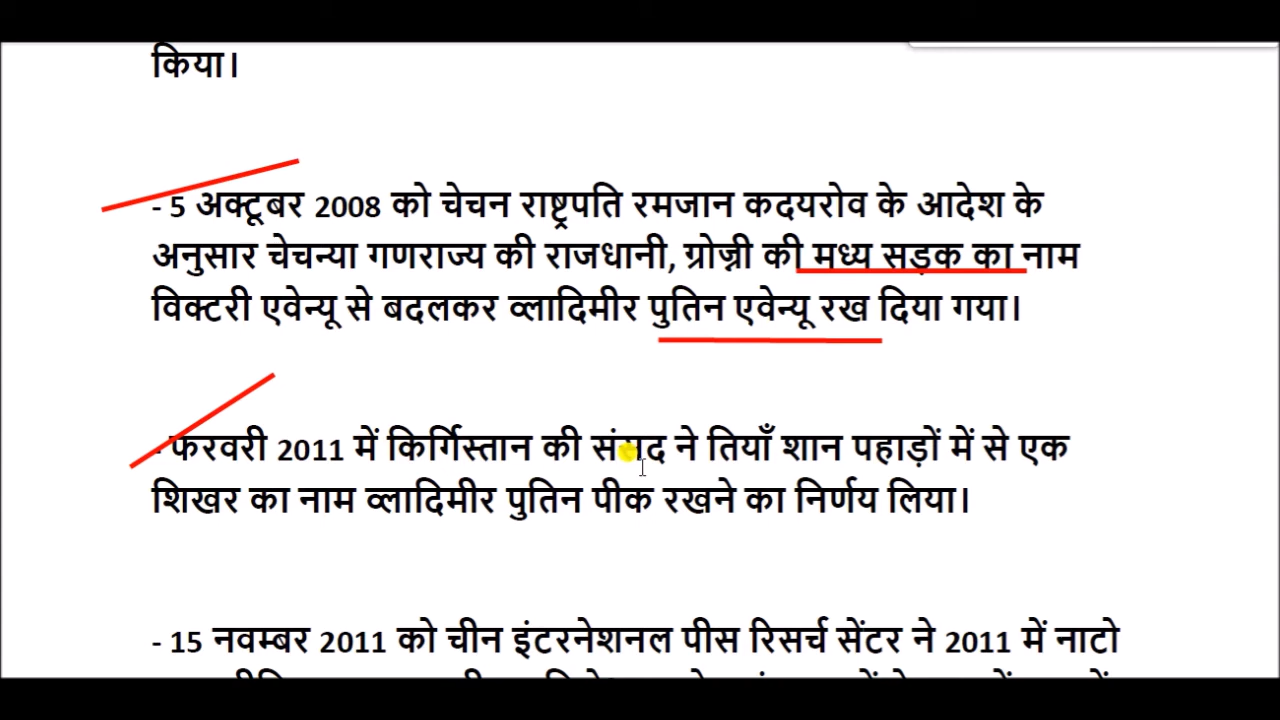 किया।
- 5 अक्टूबर 2008 को चेचन राष्ट्रपति रमजान कदयरोव के आदेश के
अनुसार चेचन्या गणराज्य की राजधानी, ग्रोज़्नी की मध्य सड़क का नाम
विक्टरी एवेन्यू से बदलकर व्लादिमीर पुतिन एवेन्यू रख दिया गया।
- फरवरी 2011 में किर्गिस्तान की संसद ने तियाँ शान पहाड़ों में से एक
शिखर का नाम व्लादिमीर पुतिन पीक रखने का निर्णय लिया।
- 15 नवम्बर 2011 को चीन इंटरनेशनल पीस रिसर्च सेंटर ने 2011 में नाटो